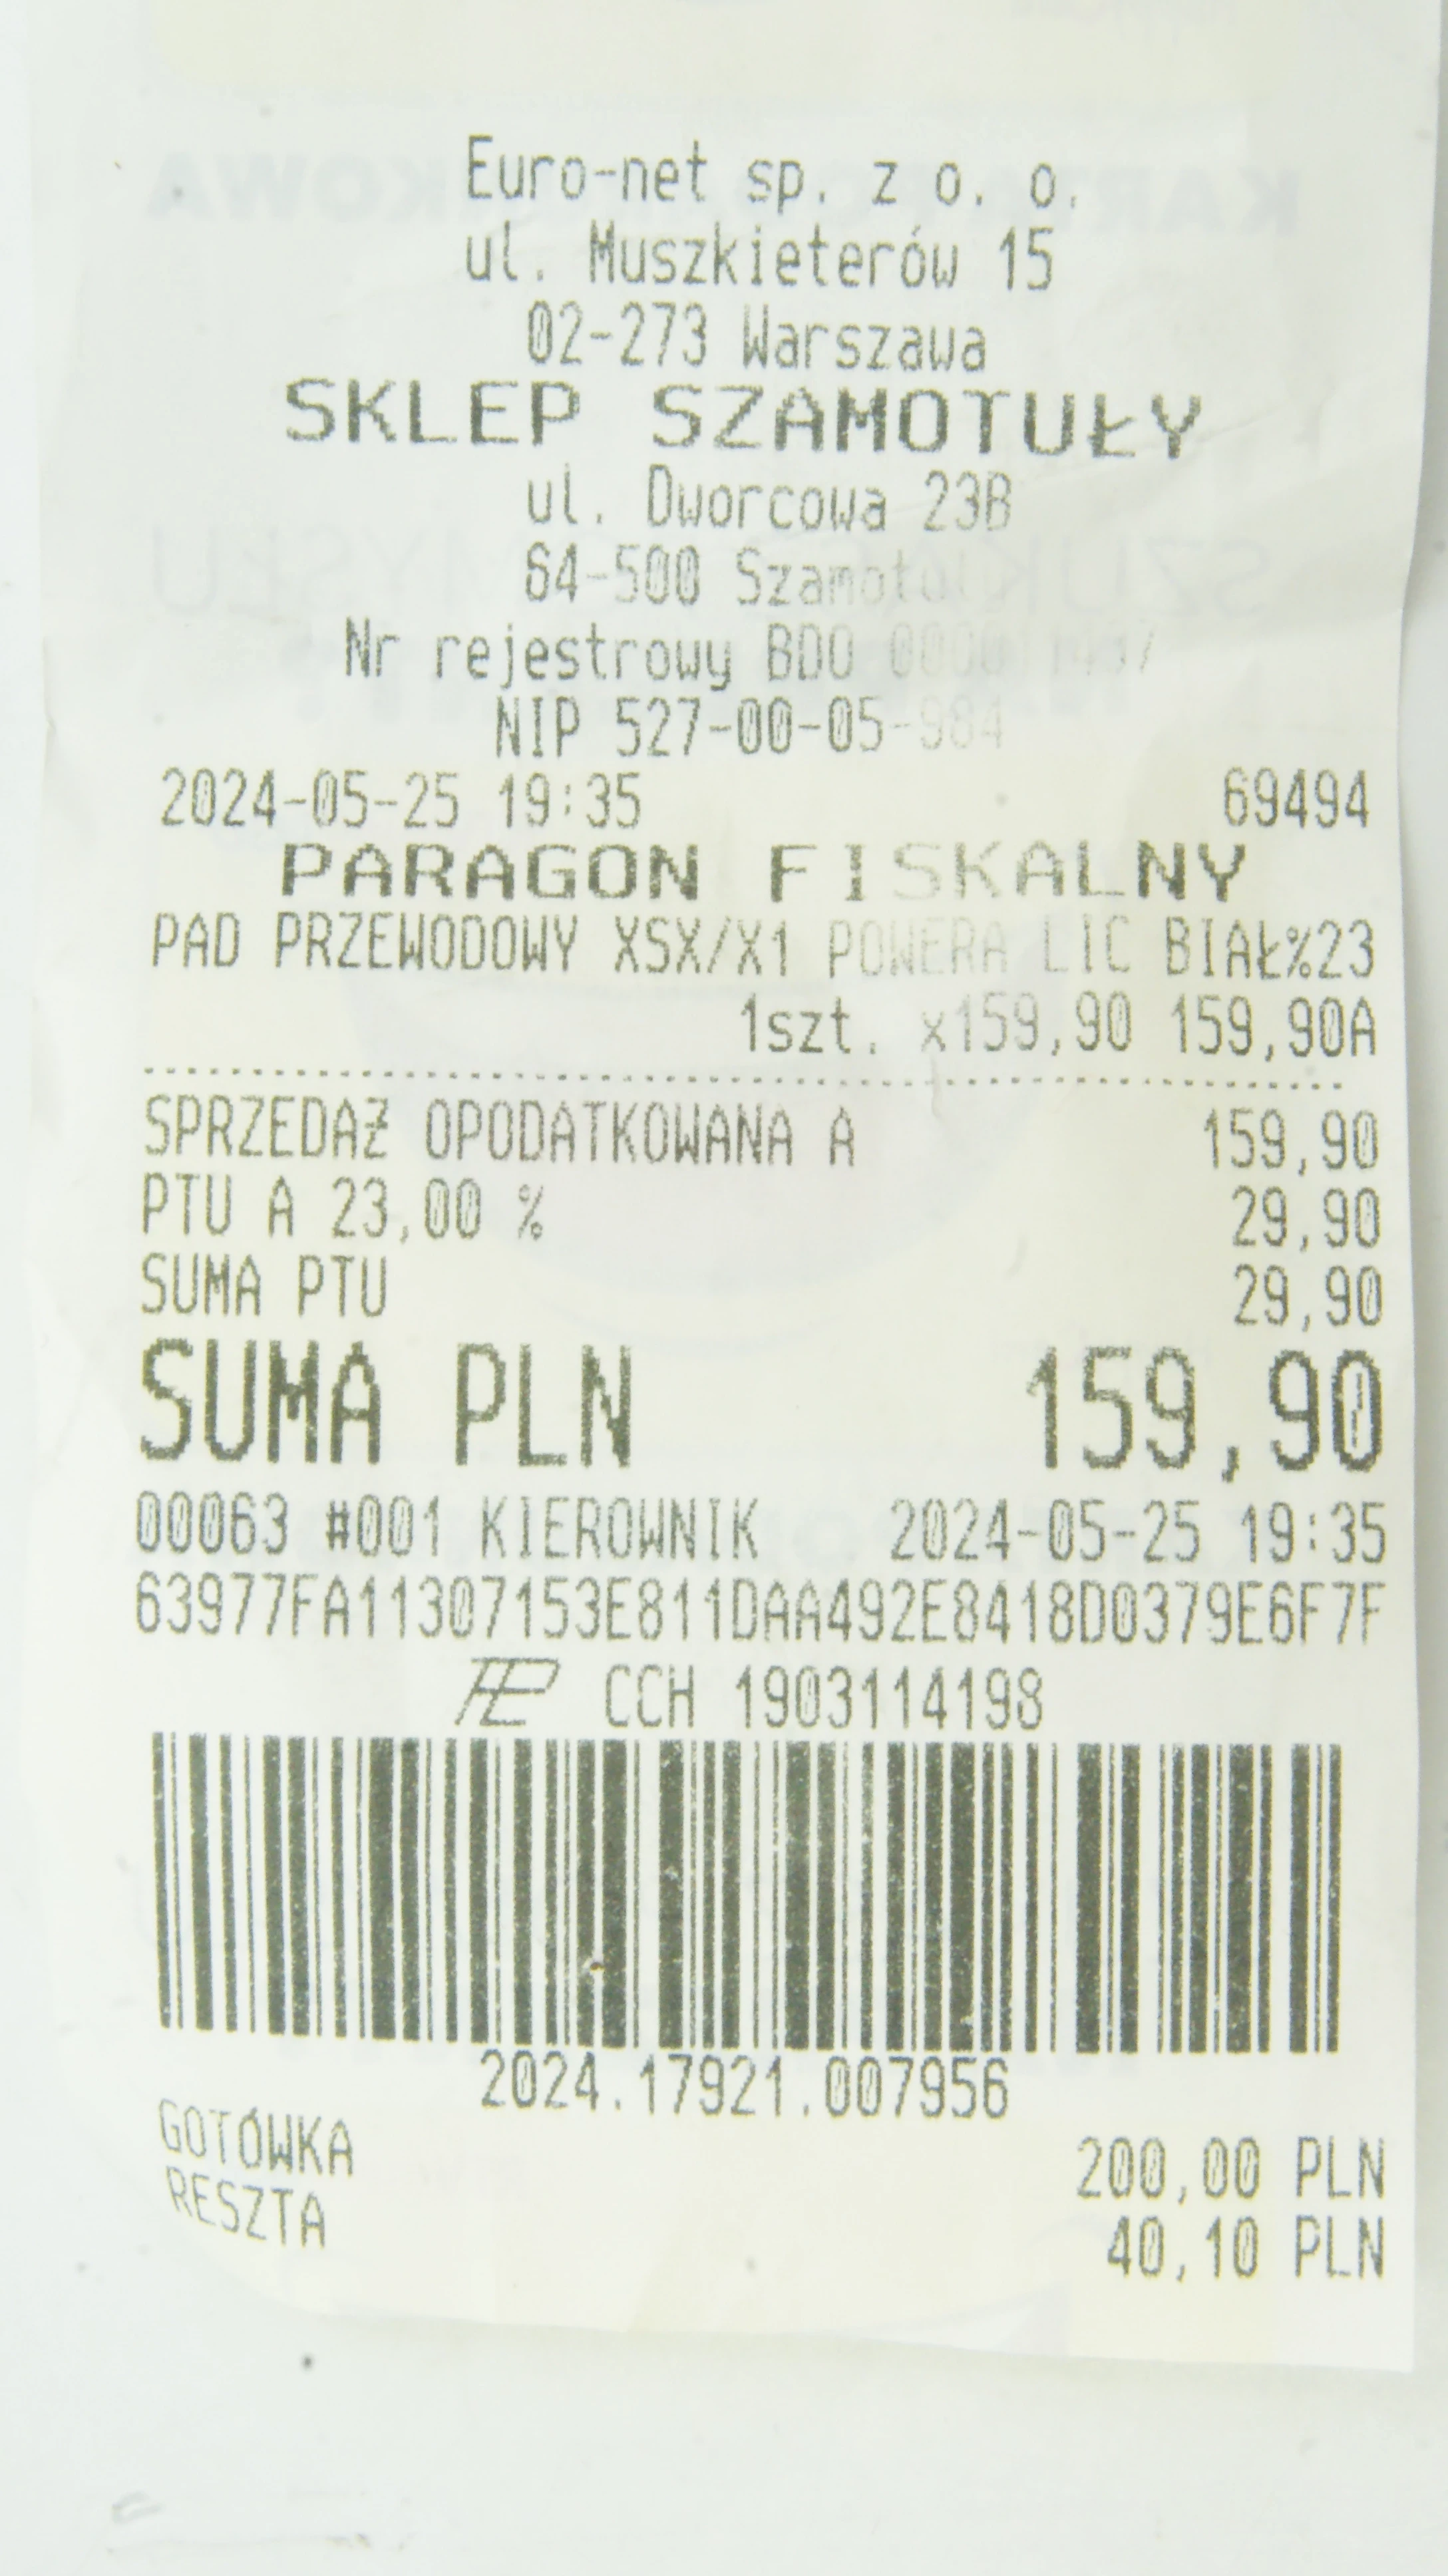 Euro-net sp. z o. o.
ul. Muszkieterów 15
02-273 Warszawa
SKLEP SZAMOTUŁY
ul. Dworcowa 23B
64-500
Nr rejestrowy BDO
NIP 527-00-05-984
2024-05-25 19:35 69494
PARAGON FISKALNY
PAD PRZEWODOWY XSX/X1 POWERA LIC BIAŁ%23
1szt. x159,90 159,90A
SPRZEDAŻ OPODATKOWANA A 159,90
PTU A 23,00 % 29,90
SUMA PTU 29,90
SUMA PLN 159,90
00063 #001 KIEROWNIK 2024-05-25 19:35
63977FA11307153E811DAA492E8418D0379E6F7F
CCH 1903114198
2024.17921.007956
GOTÓWKA 200,00 PLN
RESZTA 40,10 PLN